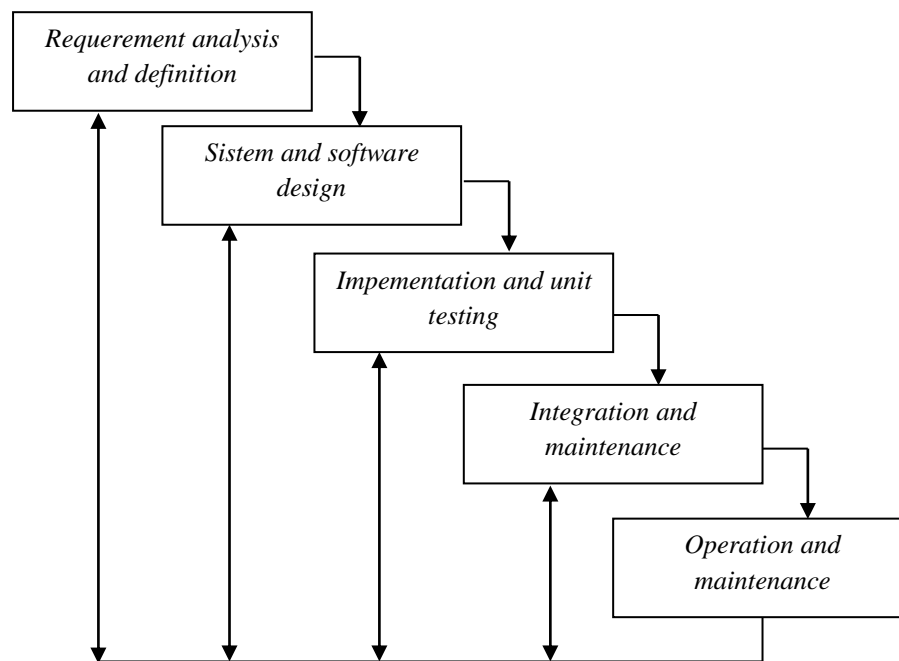 Requerement analysis
and definition
Sistem and software
design
Impementation and unit
testing
Integration and
maintenance
Operation and
maintenance